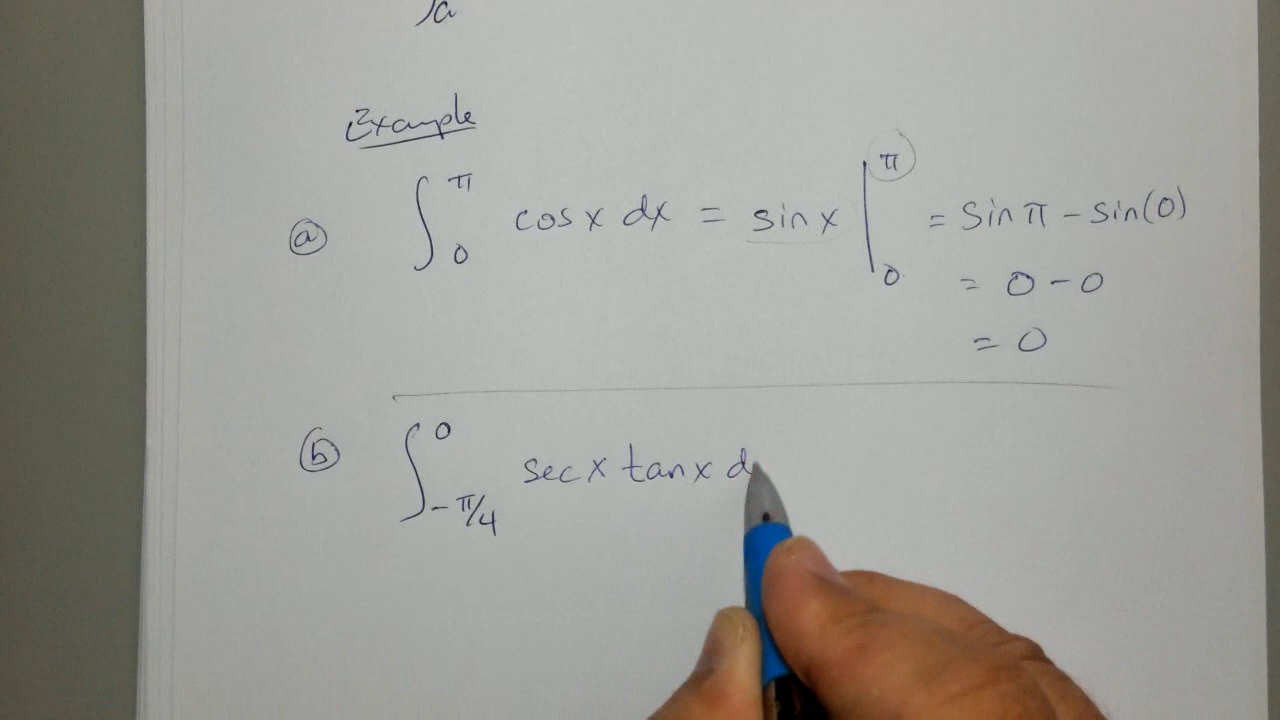 ∫a
Example
(a) ∫₀^π cos x dx = sin x |₀^π = sin π − sin(0)
= 0 − 0
= 0
(b) ∫_{−π/4}^0 sec x tan x d